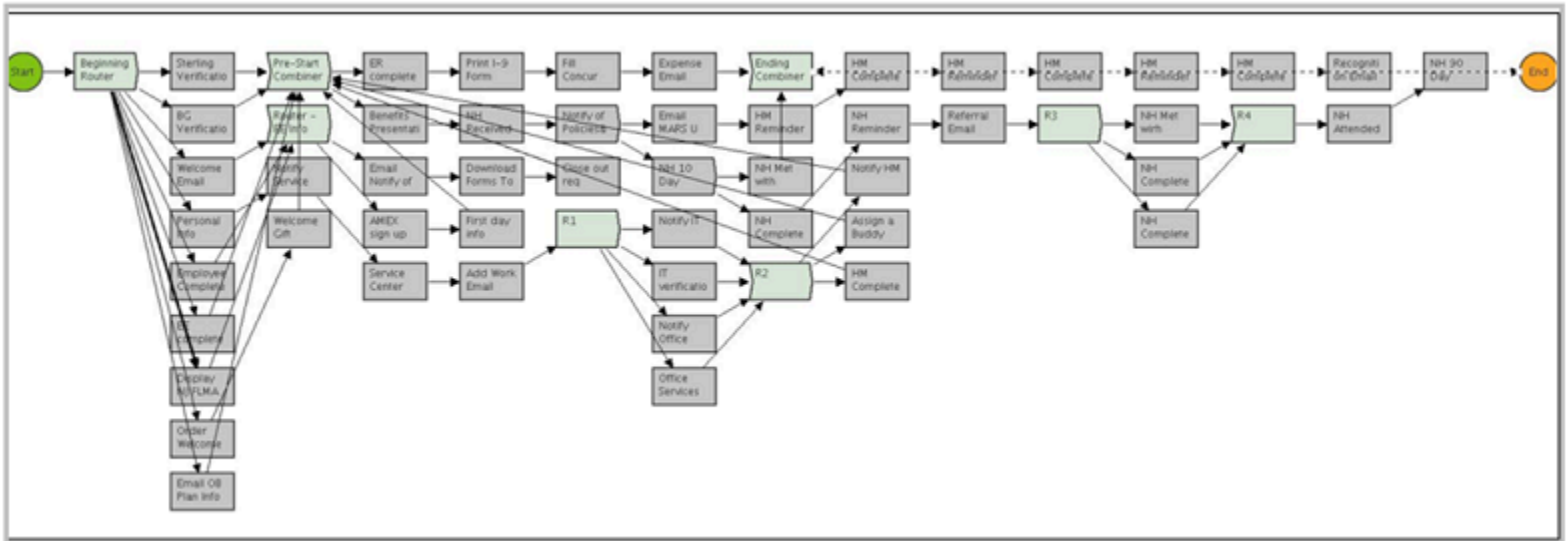 Start
Beginning
Router
Sterling
Verificatio
Pre-Start
Combiner
ER
complete
Print I-9
Form
Fill
Concur
Expense
Email
Ending
Combiner
HM
Complete
HM
Reminder
HM
Complete
HM
Reminder
HM
Complete
Recogniti
on Email
NH 90
Day
End
BG
Verificatio
Router -
Info
Benefits
Presentati
NH
Received
Notify of
Policies&
Email
MARS U
HM
Reminder
NH
Reminder
Referral
Email
R3
NH Met
with
R4
NH
Attended
Welcome
Email
Notify
Service
Email
Notify of
Download
Forms To
Close out
req
NH 10
Day
NH Met
with
Notify HM
NH
Complete
Personal
Info
Welcome
Gift
AMEX
sign up
First day
info
R1
Notify IT
NH
Complete
Assign a
Buddy
NH
Complete
Employee
Complete
Service
Center
Add Work
Email
IT
verificatio
R2
HM
Complete
complete
Notify
Office
Display
FLMA
Office
Services
Order
Welcome
Email OB
Plan Info